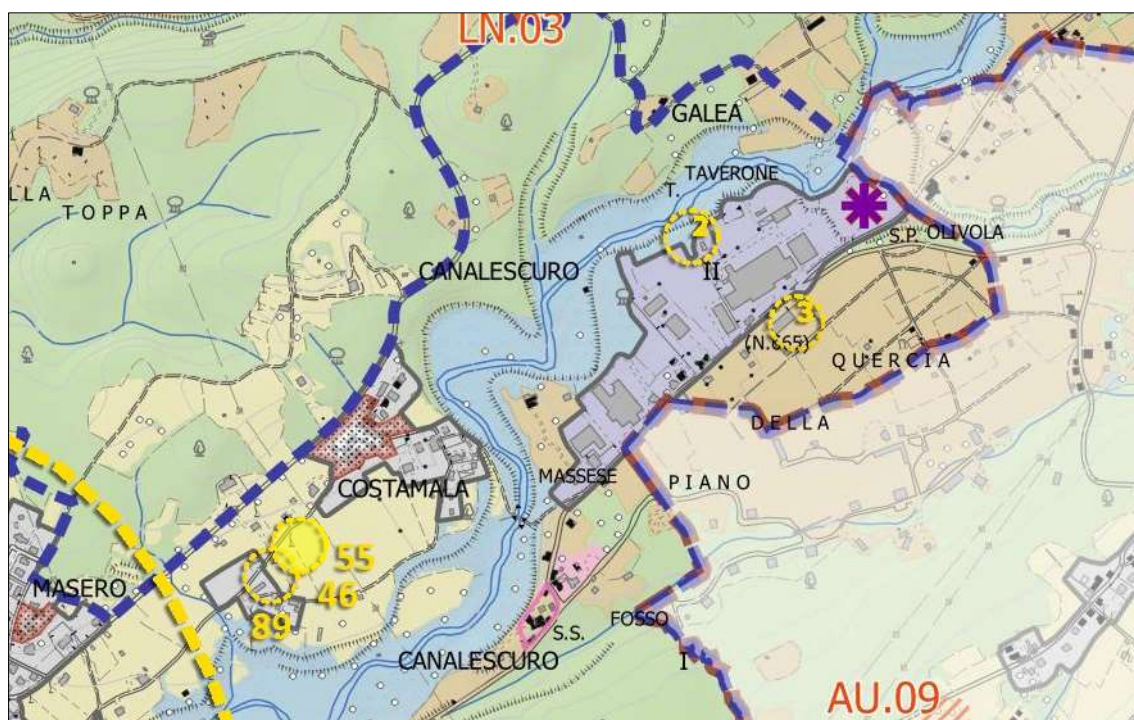 LN.03
GALEA
TAVERONE
T.
LLA
TOPPA
2
S.P. OLIVOLA
CANALESCURO
II
3
(N.665)
QUERCIA
DELLA
MASSESE
PIANO
COSTAMALA
55
46
MASERO
89
FOSSO
S.S.
CANALESCURO
I
AU.09